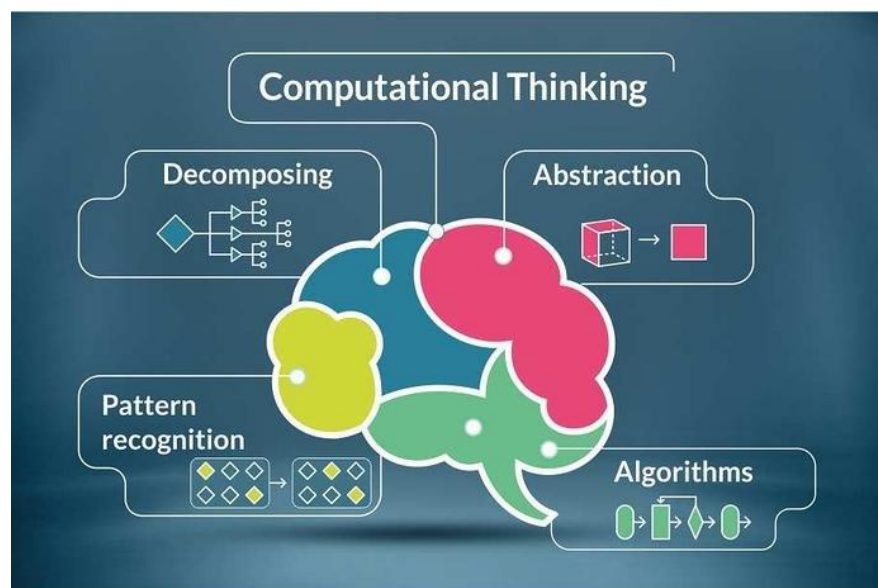 Computational Thinking
Decomposing
Abstraction
Pattern
recognition
Algorithms